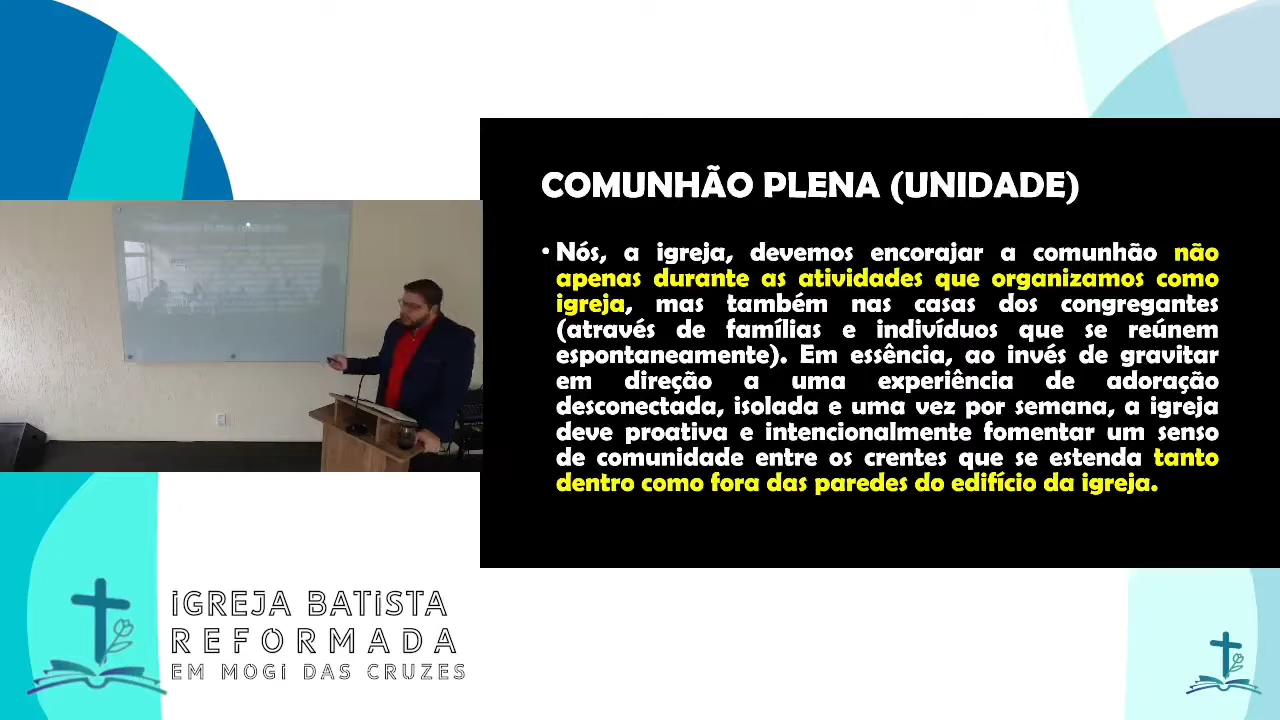 COMUNHÃO PLENA (UNIDADE)
• Nós, a igreja, devemos encorajar a comunhão não
apenas durante as atividades que organizamos como
igreja, mas também nas casas dos congregantes
(através de famílias e indivíduos que se reúnem
espontaneamente). Em essência, ao invés de gravitar
em direção a uma experiência de adoração
desconectada, isolada e uma vez por semana, a igreja
deve proativa e intencionalmente fomentar um senso
de comunidade entre os crentes que se estenda tanto
dentro como fora das paredes do edifício da igreja.
iGREJA BATiSTA
REFORMADA
EM MOGi DAS CRUZES